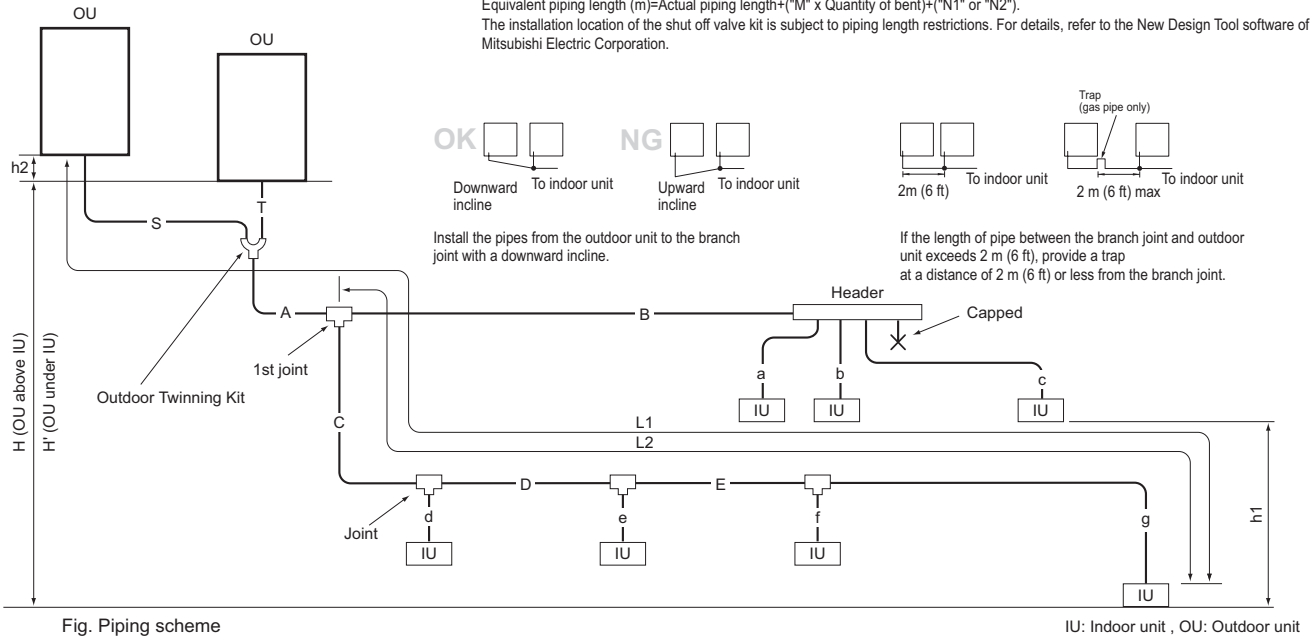 Equivalent piping length (m)=Actual piping length+("M" x Quantity of bent)+("N1" or "N2").
The installation location of the shut off valve kit is subject to piping length restrictions. For details, refer to the New Design Tool software of
Mitsubishi Electric Corporation.
OU
OU
h2
T
S
OK
Downward
incline
To indoor unit
NG
Upward
incline
To indoor unit
2m (6 ft)
To indoor unit
Trap
(gas pipe only)
2 m (6 ft) max
To indoor unit
Install the pipes from the outdoor unit to the branch
joint with a downward incline.
If the length of pipe between the branch joint and outdoor
unit exceeds 2 m (6 ft), provide a trap
at a distance of 2 m (6 ft) or less from the branch joint.
Header
Capped
A
B
1st joint
Outdoor Twinning Kit
H (OU above IU)
H' (OU under IU)
a
b
c
IU
IU
IU
C
L1
L2
D
E
Joint
d
e
f
g
h1
IU
IU
IU
IU
Fig. Piping scheme
IU: Indoor unit , OU: Outdoor unit